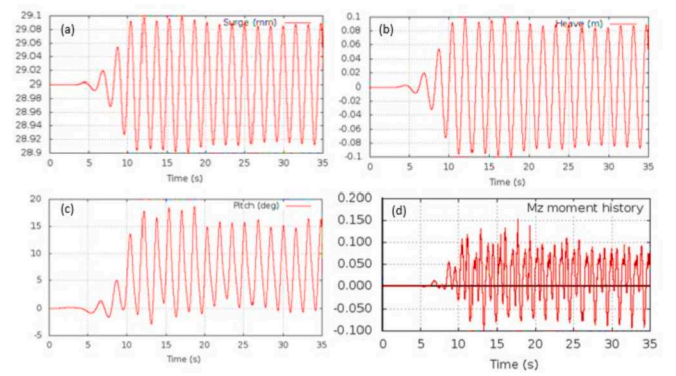 29.1
29.08
29.06
29.04
29.02
29
28.98
28.96
28.94
28.92
28.9
(a)
Surge (mm)
0 5 10 15 20 25 30 35
Time (s)
0.1
0.08
0.06
0.04
0.02
0
-0.02
-0.04
-0.06
-0.08
-0.1
(b)
Heave (m)
0 5 10 15 20 25 30 35
Time (s)
20
15
10
5
0
-5
(c)
Pitch (deg)
0 5 10 15 20 25 30 35
Time (s)
0.200
0.150
0.100
0.050
0.000
-0.050
-0.100
(d)
Mz moment history
0 5 10 15 20 25 30 35
Time (s)